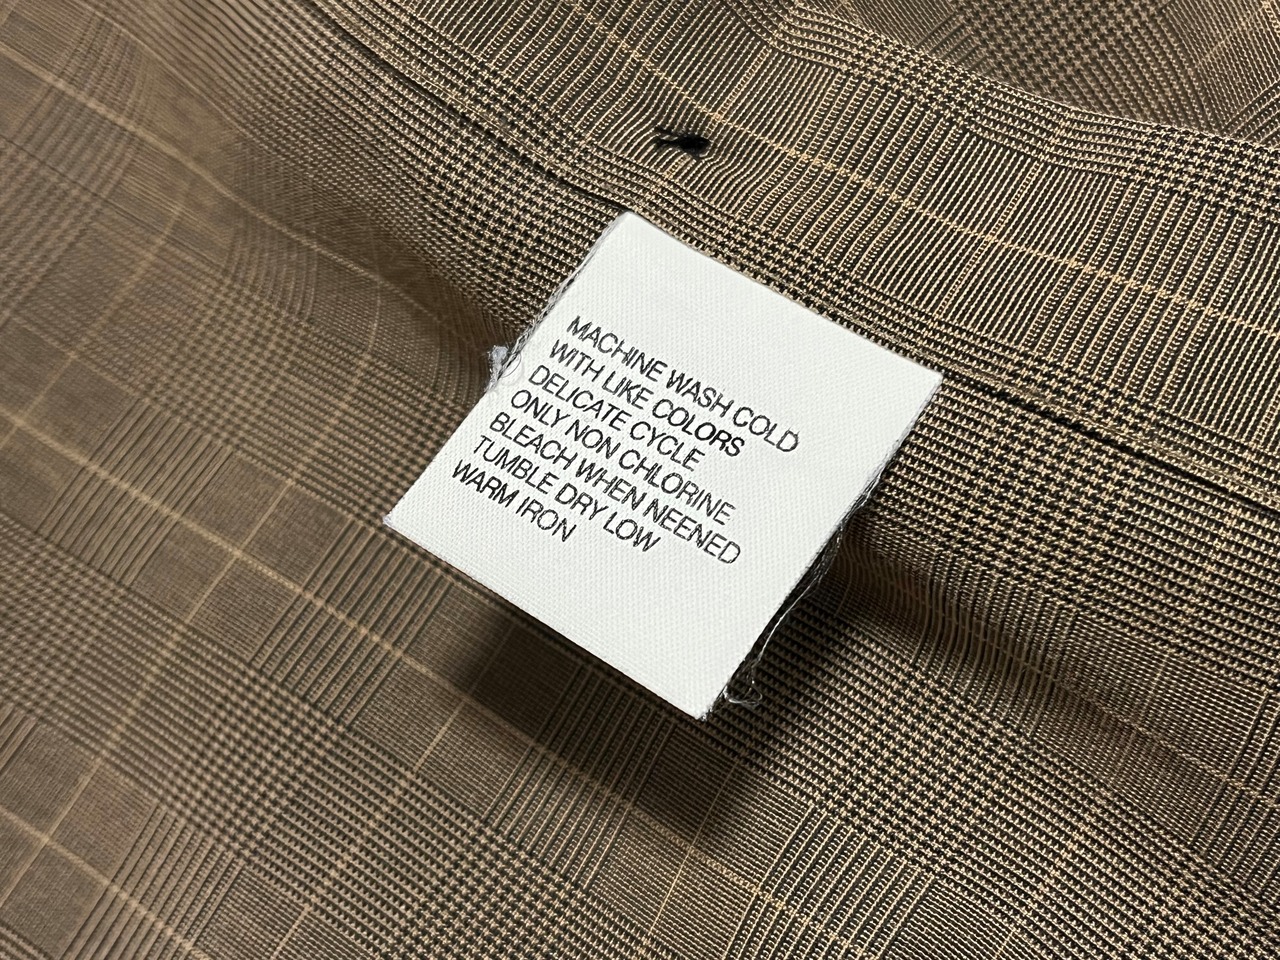 MACHINE WASH COLD
WITH LIKE COLORS
DELICATE CYCLE
ONLY NON CHLORINE
BLEACH WHEN NEENED
TUMBLE DRY LOW
WARM IRON